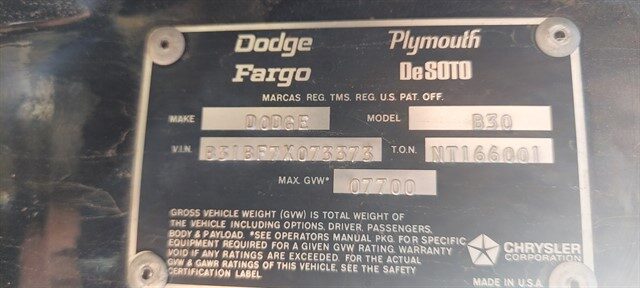 Dodge Plymouth
Fargo DeSOTO
MARCAS REG. TMS. REG. U.S. PAT. OFF.
MAKE DODGE MODEL B30
V.I.N. B31BF7X073373 T.O.N. NT166001
MAX. GVW* 07700
GROSS VEHICLE WEIGHT (GVW) IS TOTAL WEIGHT OF
THE VEHICLE INCLUDING OPTIONS, DRIVER, PASSENGERS,
BODY & PAYLOAD. *SEE OPERATORS MANUAL PKG. FOR SPECIFIC
EQUIPMENT REQUIRED FOR A GIVEN GVW RATING. WARRANTY
VOID IF ANY RATINGS ARE EXCEEDED. FOR THE ACTUAL
GVW & GAWR RATINGS OF THIS VEHICLE, SEE THE SAFETY
CERTIFICATION LABEL
CHRYSLER
CORPORATION
MADE IN U.S.A.